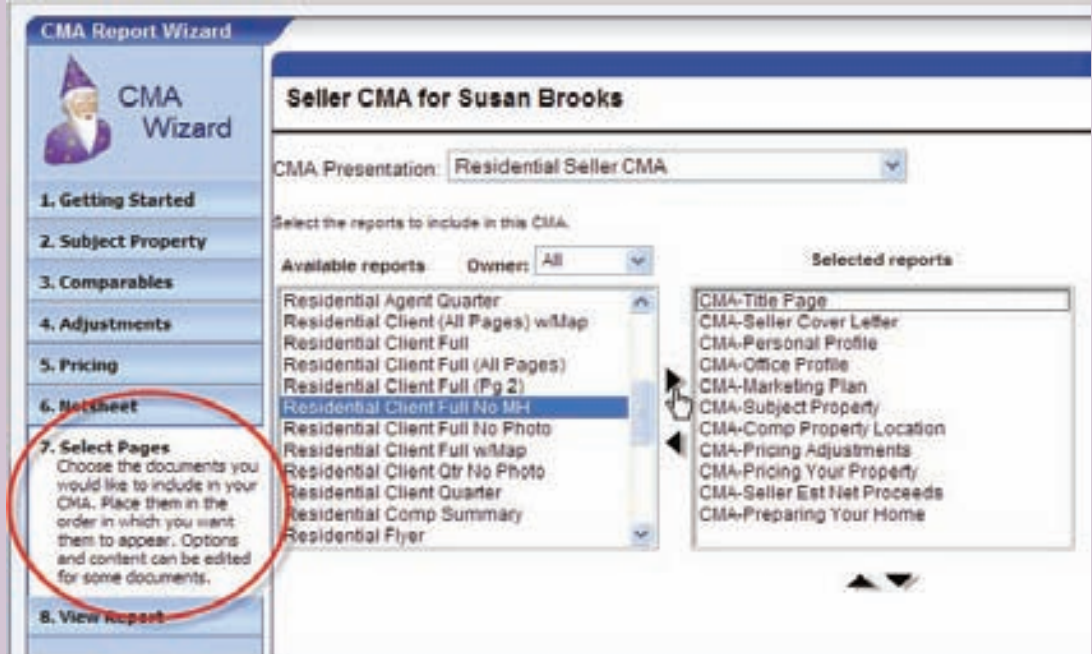 CMA Report Wizard
CMA
Wizard
1. Getting Started
2. Subject Property
3. Comparables
4. Adjustments
5. Pricing
6. Netsheet
7. Select Pages
Choose the documents you
would like to include in your
CMA. Place them in the
order in which you want
them to appear. Options
and content can be edited
for some documents.
8. View Report
Seller CMA for Susan Brooks
CMA Presentation: Residential Seller CMA
Select the reports to include in this CMA.
Available reports Owner: All
Residential Agent Quarter
Residential Client (All Pages) w/Map
Residential Client Full
Residential Client Full (All Pages)
Residential Client Full (Pg 2)
Residential Client Full No MH
Residential Client Full No Photo
Residential Client Full w/Map
Residential Client Qtr No Photo
Residential Client Quarter
Residential Comp Summary
Residential Flyer
Selected reports
CMA-Title Page
CMA-Seller Cover Letter
CMA-Personal Profile
CMA-Office Profile
CMA-Marketing Plan
CMA-Subject Property
CMA-Comp Property Location
CMA-Pricing Adjustments
CMA-Pricing Your Property
CMA-Seller Est Net Proceeds
CMA-Preparing Your Home